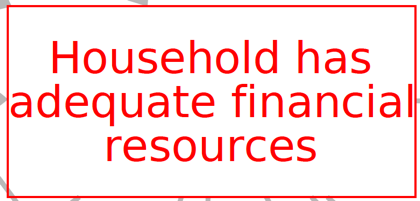 Household has
adequate financial
resources